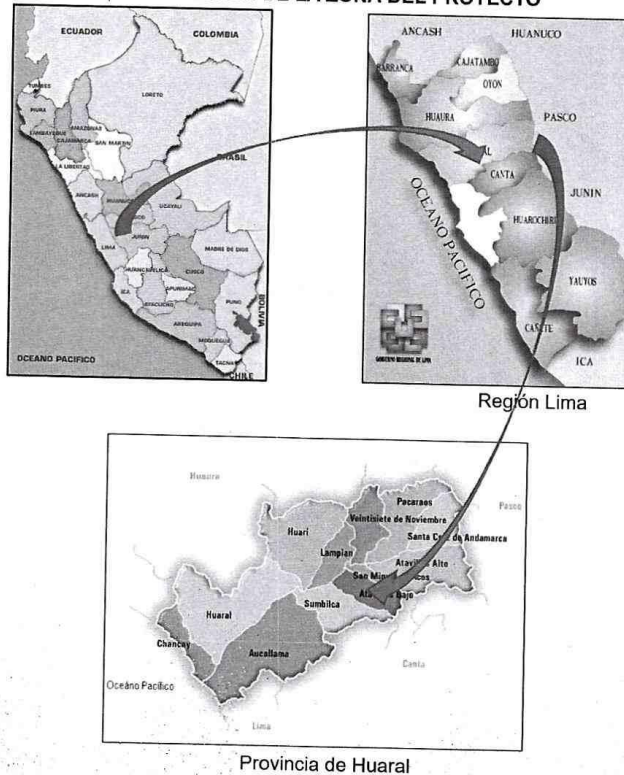 LA ZONA DEL PROYECTO
ECUADOR
COLOMBIA
TUMBES
PIURA
LORETO
LAMBAYEQUE
AMAZONAS
CAJAMARCA
SAN MARTIN
LA LIBERTAD
BRASIL
ANCASH
UCAYALI
LIMA
JUNIN
MADRE DE DIOS
HUANCAVELICA
CUSCO
ICA
APURIMAC
AYACUCHO
PUNO
BOLIVIA
AREQUIPA
MOQUEGUA
TACNA
OCEANO PACIFICO
CHILE
ANCASH
HUANUCO
BARRANCA
CAJATAMBO
OYON
HUAURA
PASCO
AL
CANTA
JUNIN
HUAROCHIRI
OCEANO PACIFICO
YAUYOS
CAÑETE
GOBIERNO REGIONAL DE LIMA
ICA
Región Lima
Huaura
Pasco
Pacaraos
Huari
Veintisiete de Noviembre
Lampian
Santa Cruz de Andamarca
Atavillos Alto
San Miguel
Sumbilca
Bajo
Huaral
Chancay
Aucallama
Canta
Océano Pacífico
Lima
Provincia de Huaral